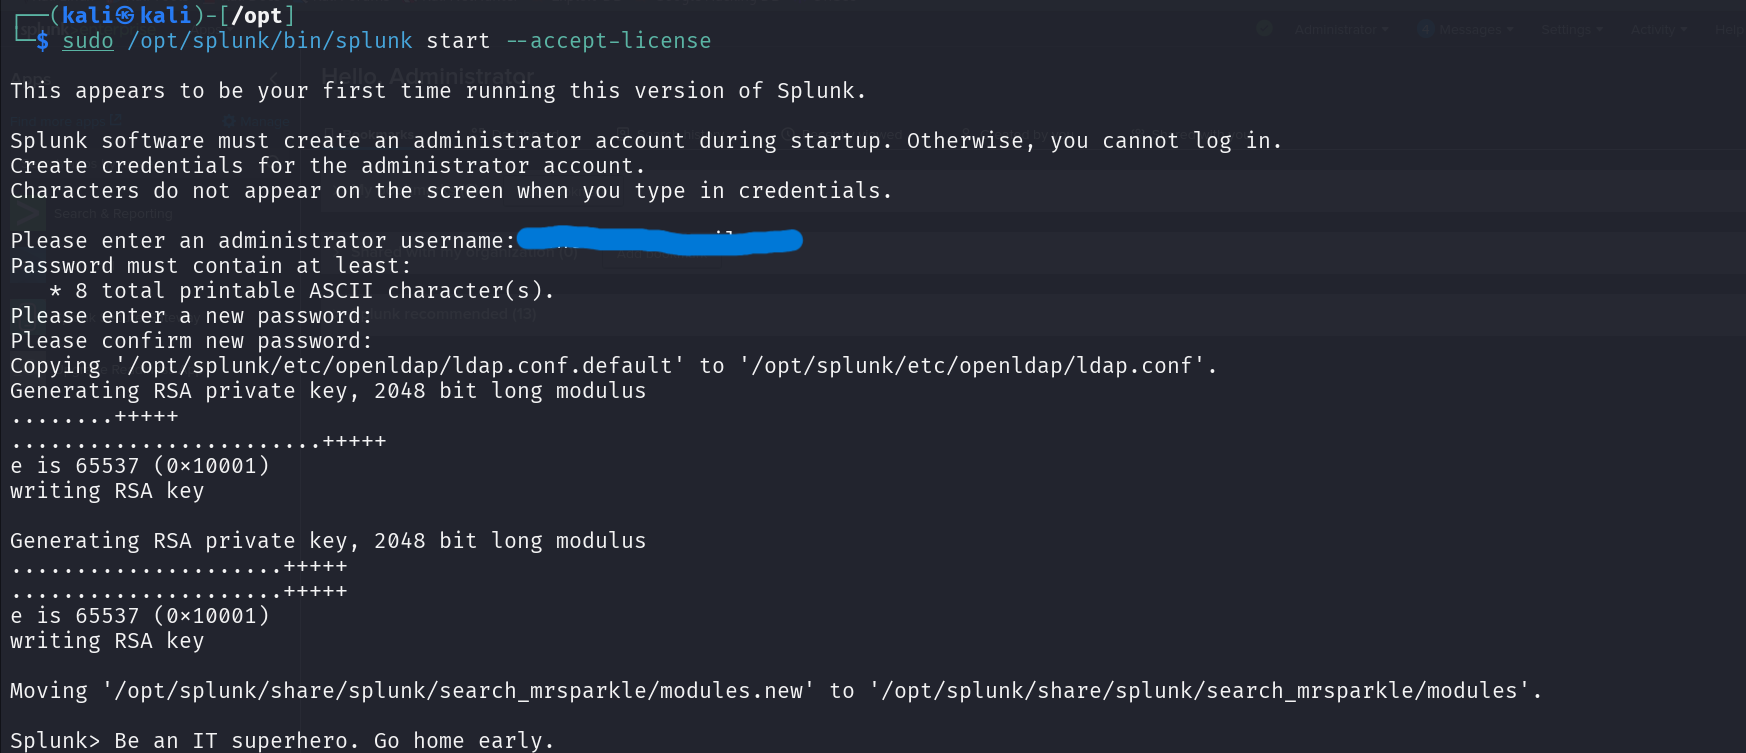 (kali㉿kali)-[/opt]
$ sudo /opt/splunk/bin/splunk start --accept-license
Hello, Administrator
This appears to be your first time running this version of Splunk.
Splunk software must create an administrator account during startup. Otherwise, you cannot log in.
Create credentials for the administrator account.
Characters do not appear on the screen when you type in credentials.
Search & Reporting
Please enter an administrator username:
Password must contain at least:
* 8 total printable ASCII character(s).
Please enter a new password:
Please confirm new password:
Copying '/opt/splunk/etc/openldap/ldap.conf.default' to '/opt/splunk/etc/openldap/ldap.conf'.
Generating RSA private key, 2048 bit long modulus
........+++++
........................+++++
e is 65537 (0×10001)
writing RSA key
Generating RSA private key, 2048 bit long modulus
.....................+++++
.....................+++++
e is 65537 (0×10001)
writing RSA key
Moving '/opt/splunk/share/splunk/search_mrsparkle/modules.new' to '/opt/splunk/share/splunk/search_mrsparkle/modules'.
Splunk> Be an IT superhero. Go home early.